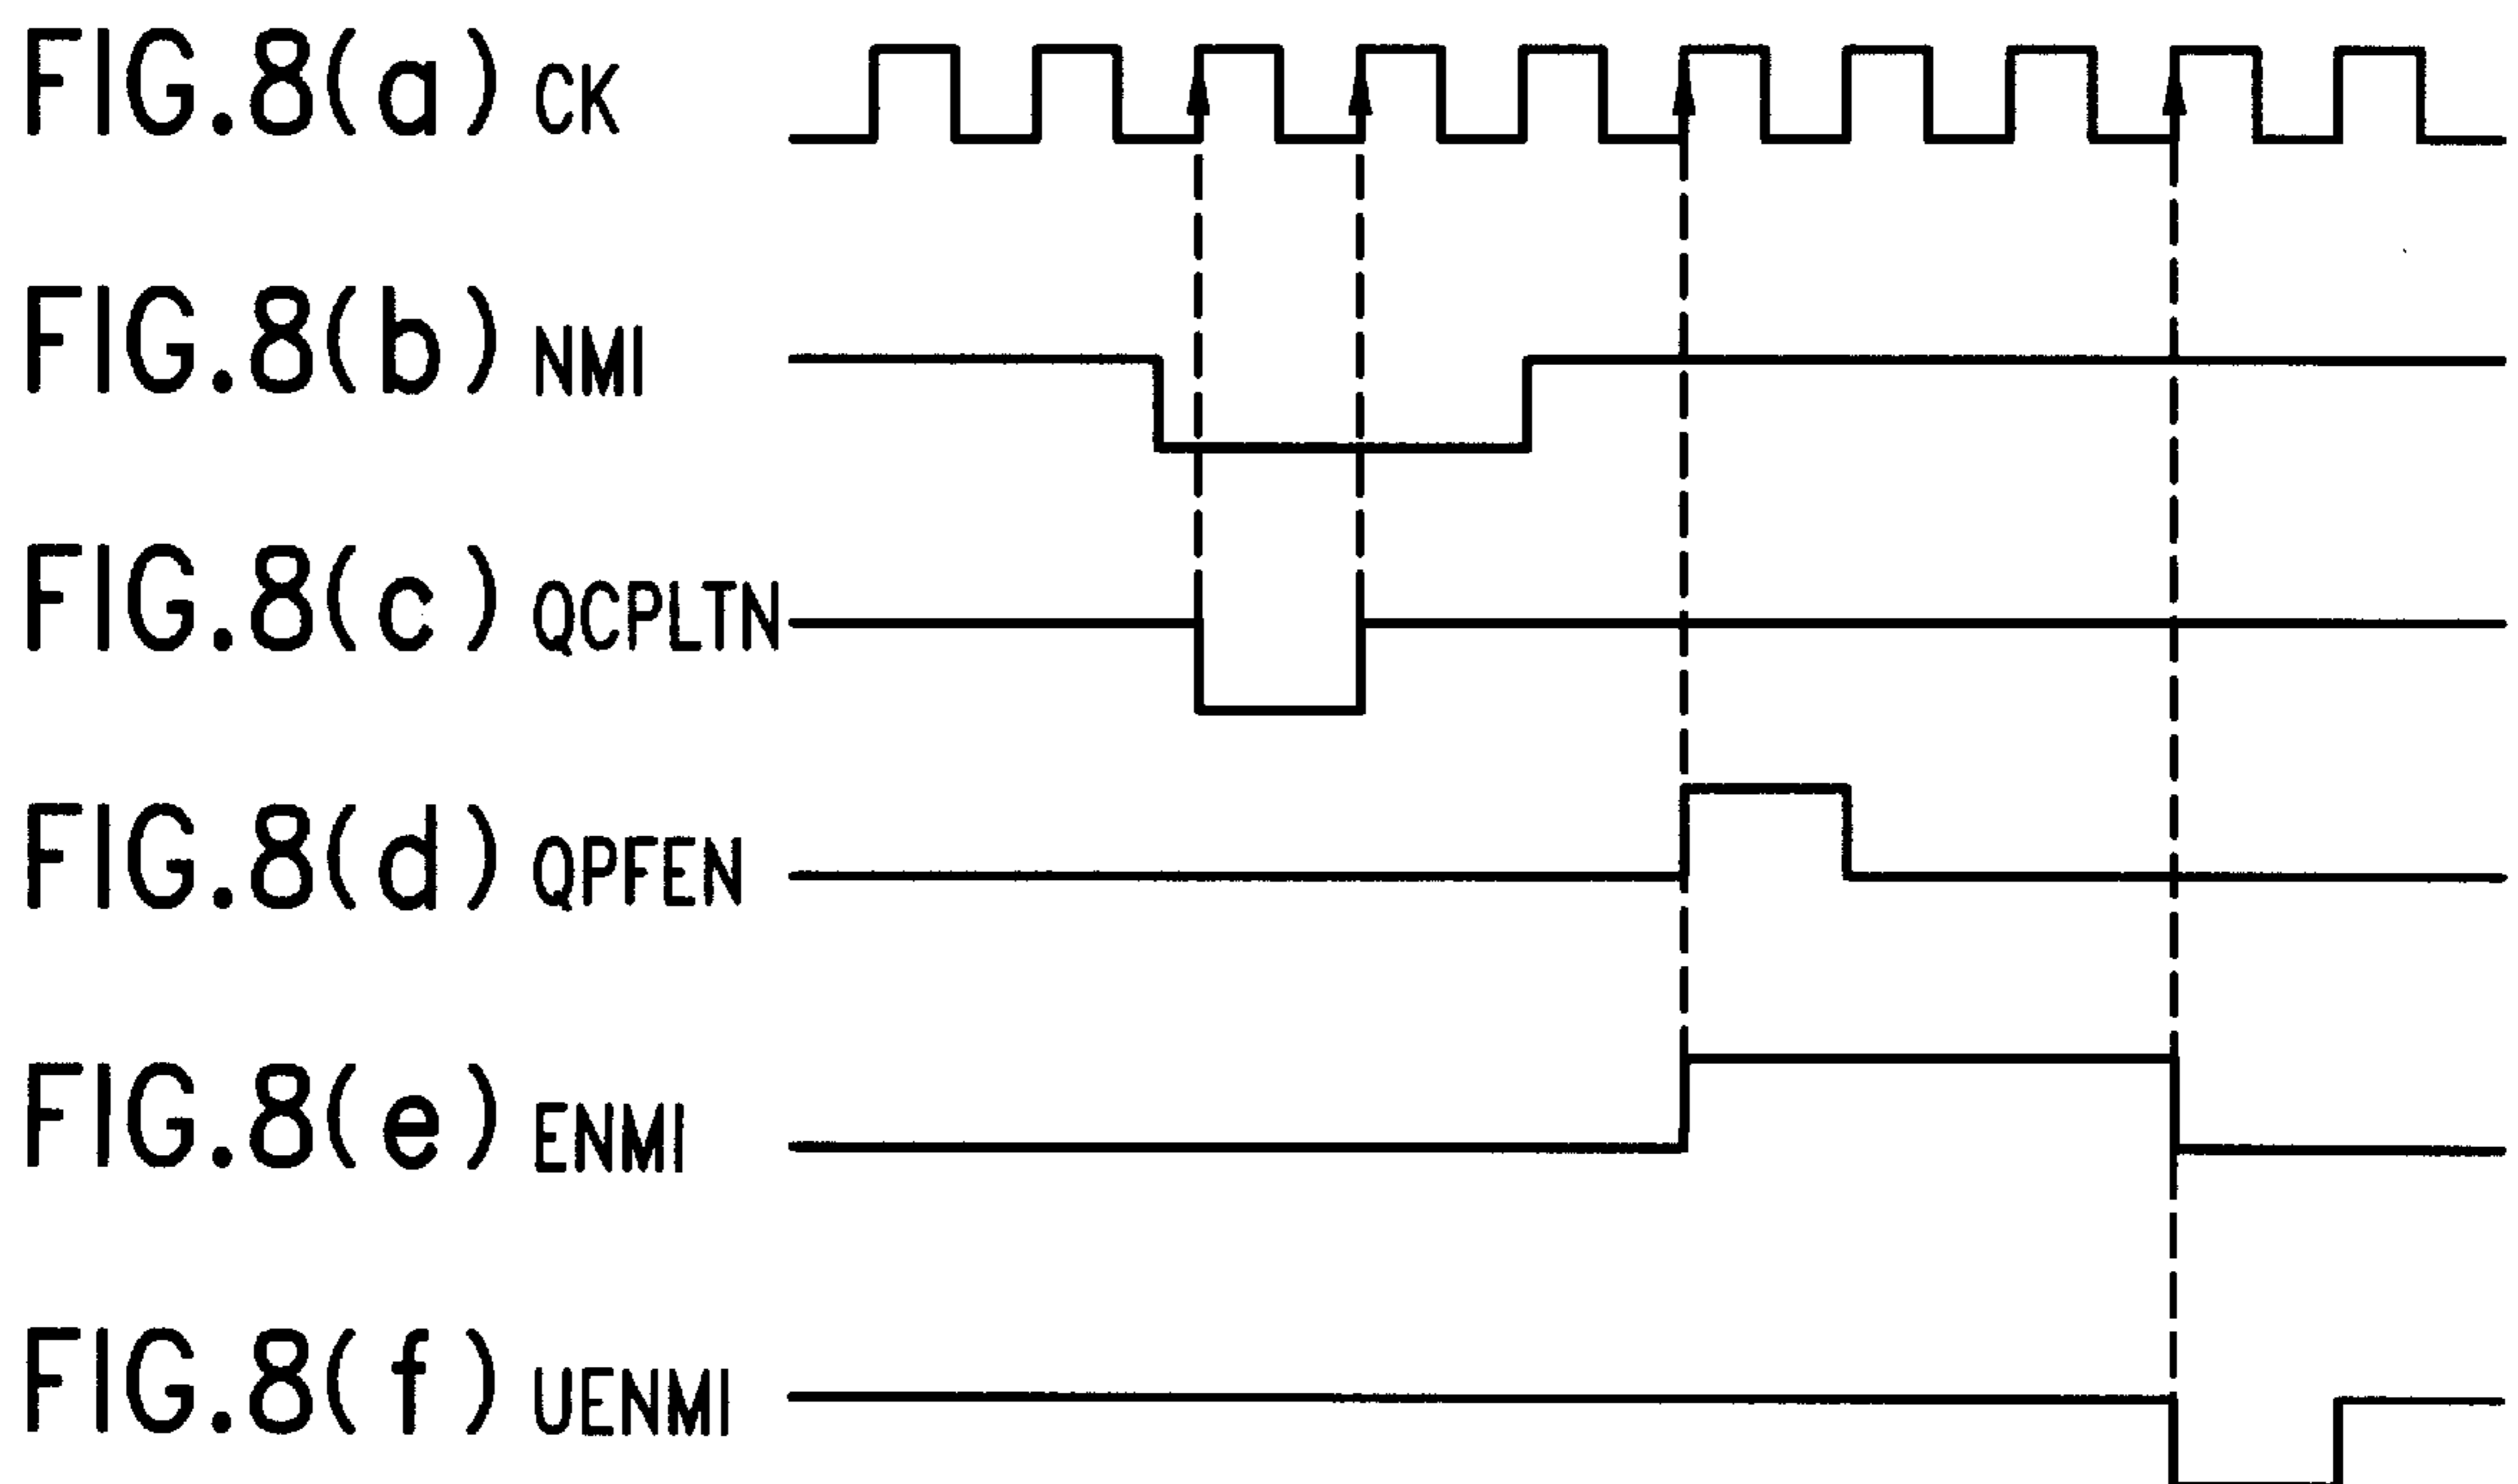 FIG.8(a) CK
FIG.8(b) NMI
FIG.8(c) QCPLTN
FIG.8(d) QPFEN
FIG.8(e) ENMI
FIG.8(f) UENMI